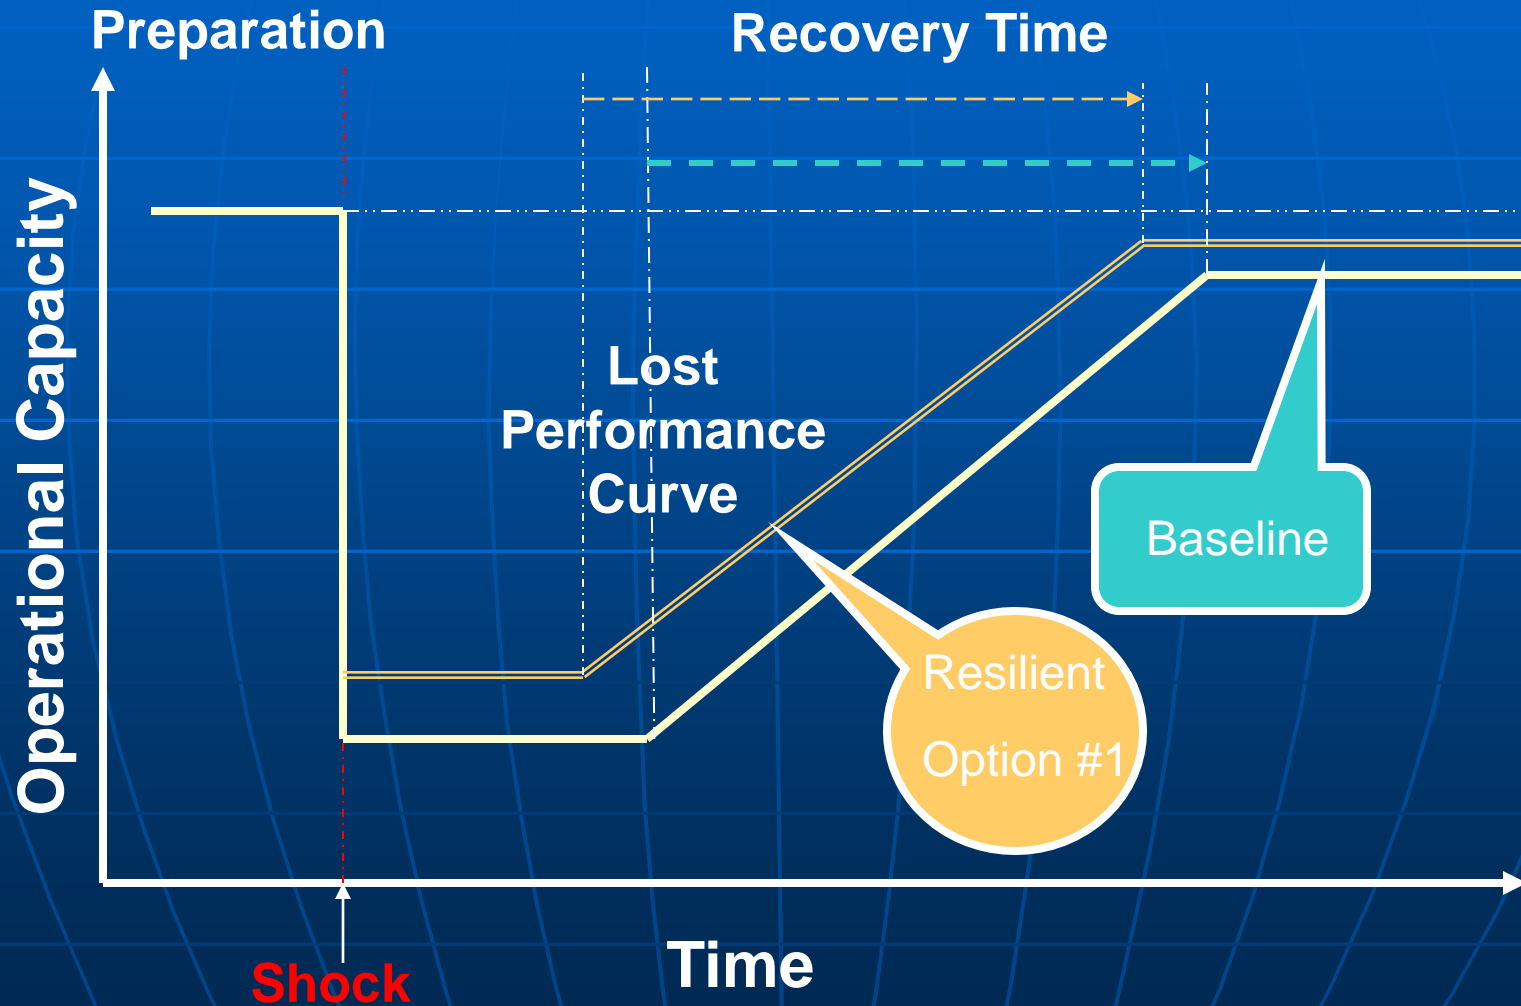 Preparation
Recovery Time
Operational Capacity
Lost
Performance
Curve
Baseline
Resilient
Option #1
Time
Shock